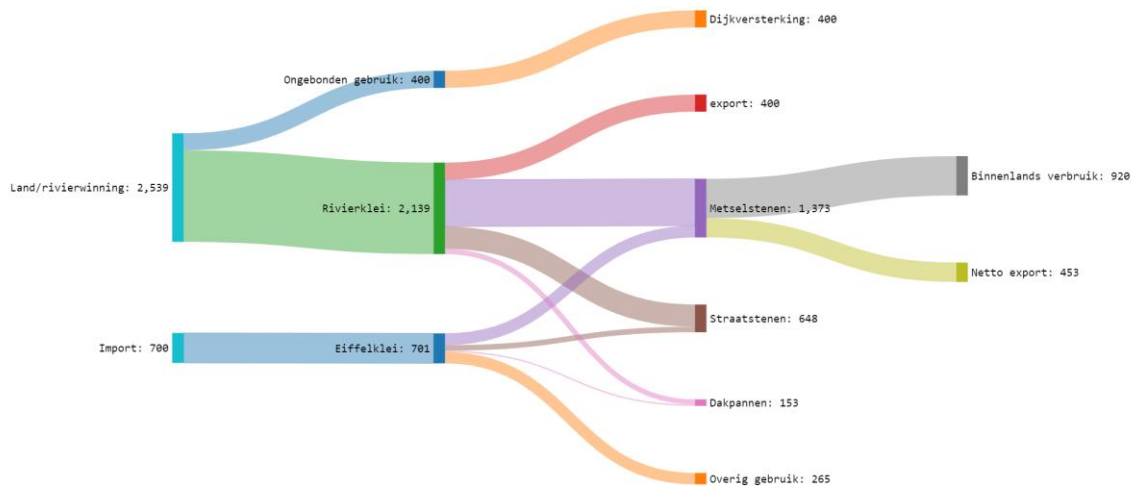 Dijkversterking: 400
Ongebonden gebruik: 400
export: 400
Land/rivierwinning: 2,539
Rivierklei: 2,139
Metselstenen: 1,373
Binnenlands verbruik: 920
Netto export: 453
Straatstenen: 648
Import: 700
Eiffelklei: 701
Dakpannen: 153
Overig gebruik: 265